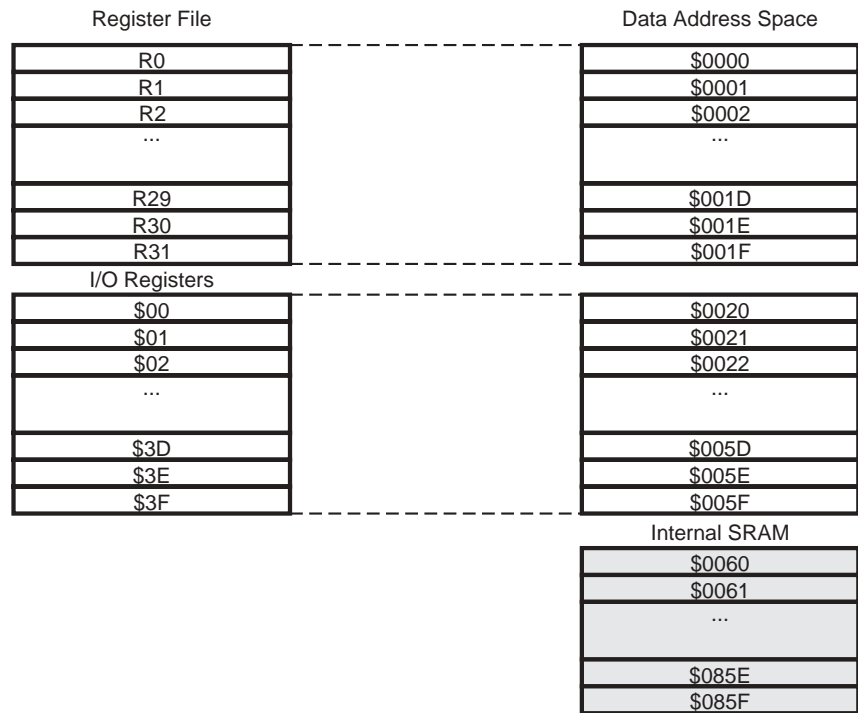 Register File
Data Address Space
R0
$0000
R1
$0001
R2
$0002
...
...
R29
$001D
R30
$001E
R31
$001F
I/O Registers
$00
$0020
$01
$0021
$02
$0022
...
...
$3D
$005D
$3E
$005E
$3F
$005F
Internal SRAM
$0060
$0061
...
$085E
$085F